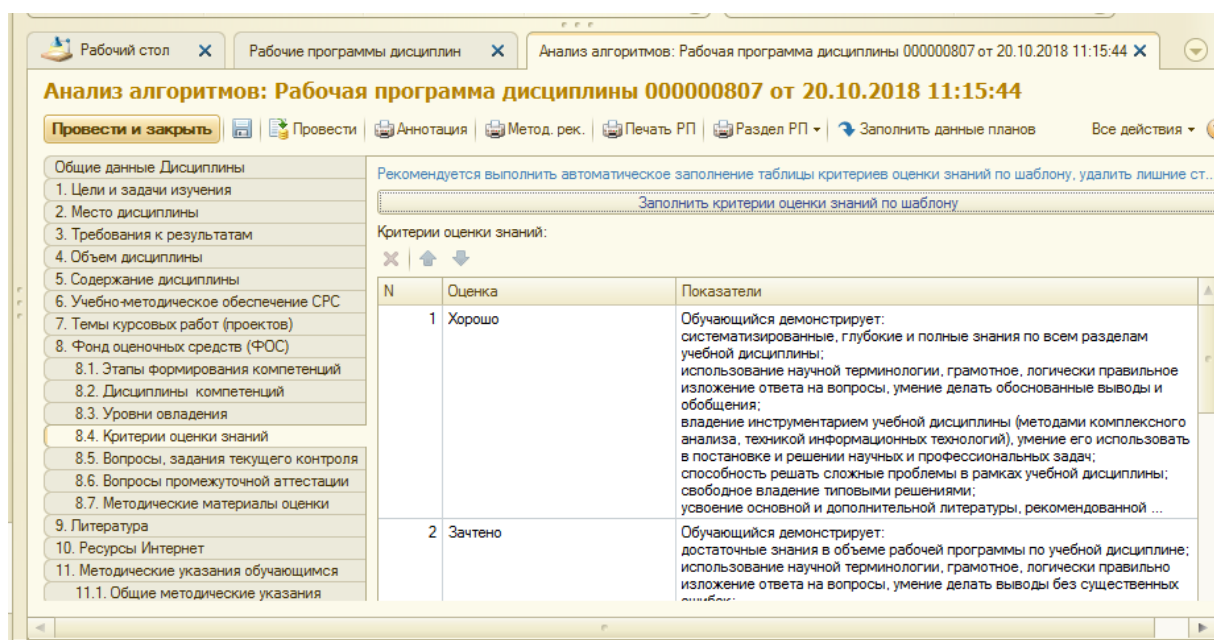 Рабочий стол
Рабочие программы дисциплин
Анализ алгоритмов: Рабочая программа дисциплины 000000807 от 20.10.2018 11:15:44
Анализ алгоритмов: Рабочая программа дисциплины 000000807 от 20.10.2018 11:15:44
Провести и закрыть Провести Аннотация Метод. рек. Печать РП Раздел РП Заполнить данные планов Все действия
Общие данные Дисциплины
1. Цели и задачи изучения
2. Место дисциплины
3. Требования к результатам
4. Объем дисциплины
5. Содержание дисциплины
6. Учебно-методическое обеспечение СРС
7. Темы курсовых работ (проектов)
8. Фонд оценочных средств (ФОС)
8.1. Этапы формирования компетенций
8.2. Дисциплины компетенций
8.3. Уровни овладения
8.4. Критерии оценки знаний
8.5. Вопросы, задания текущего контроля
8.6. Вопросы промежуточной аттестации
8.7. Методические материалы оценки
9. Литература
10. Ресурсы Интернет
11. Методические указания обучающимся
11.1. Общие методические указания
Рекомендуется выполнить автоматическое заполнение таблицы критериев оценки знаний по шаблону, удалить лишние ст...
Заполнить критерии оценки знаний по шаблону
Критерии оценки знаний:
N Оценка Показатели
1 Хорошо Обучающийся демонстрирует:
систематизированные, глубокие и полные знания по всем разделам
учебной дисциплины;
использование научной терминологии, грамотное, логически правильное
изложение ответа на вопросы, умение делать обоснованные выводы и
обобщения;
владение инструментарием учебной дисциплины (методами комплексного
анализа, техникой информационных технологий), умение его использовать
в постановке и решении научных и профессиональных задач;
способность решать сложные проблемы в рамках учебной дисциплины;
свободное владение типовыми решениями;
усвоение основной и дополнительной литературы, рекомендованной ...
2 Зачтено Обучающийся демонстрирует:
достаточные знания в объеме рабочей программы по учебной дисциплине;
использование научной терминологии, грамотное, логически правильно
изложение ответа на вопросы, умение делать выводы без существенных
ошибок;